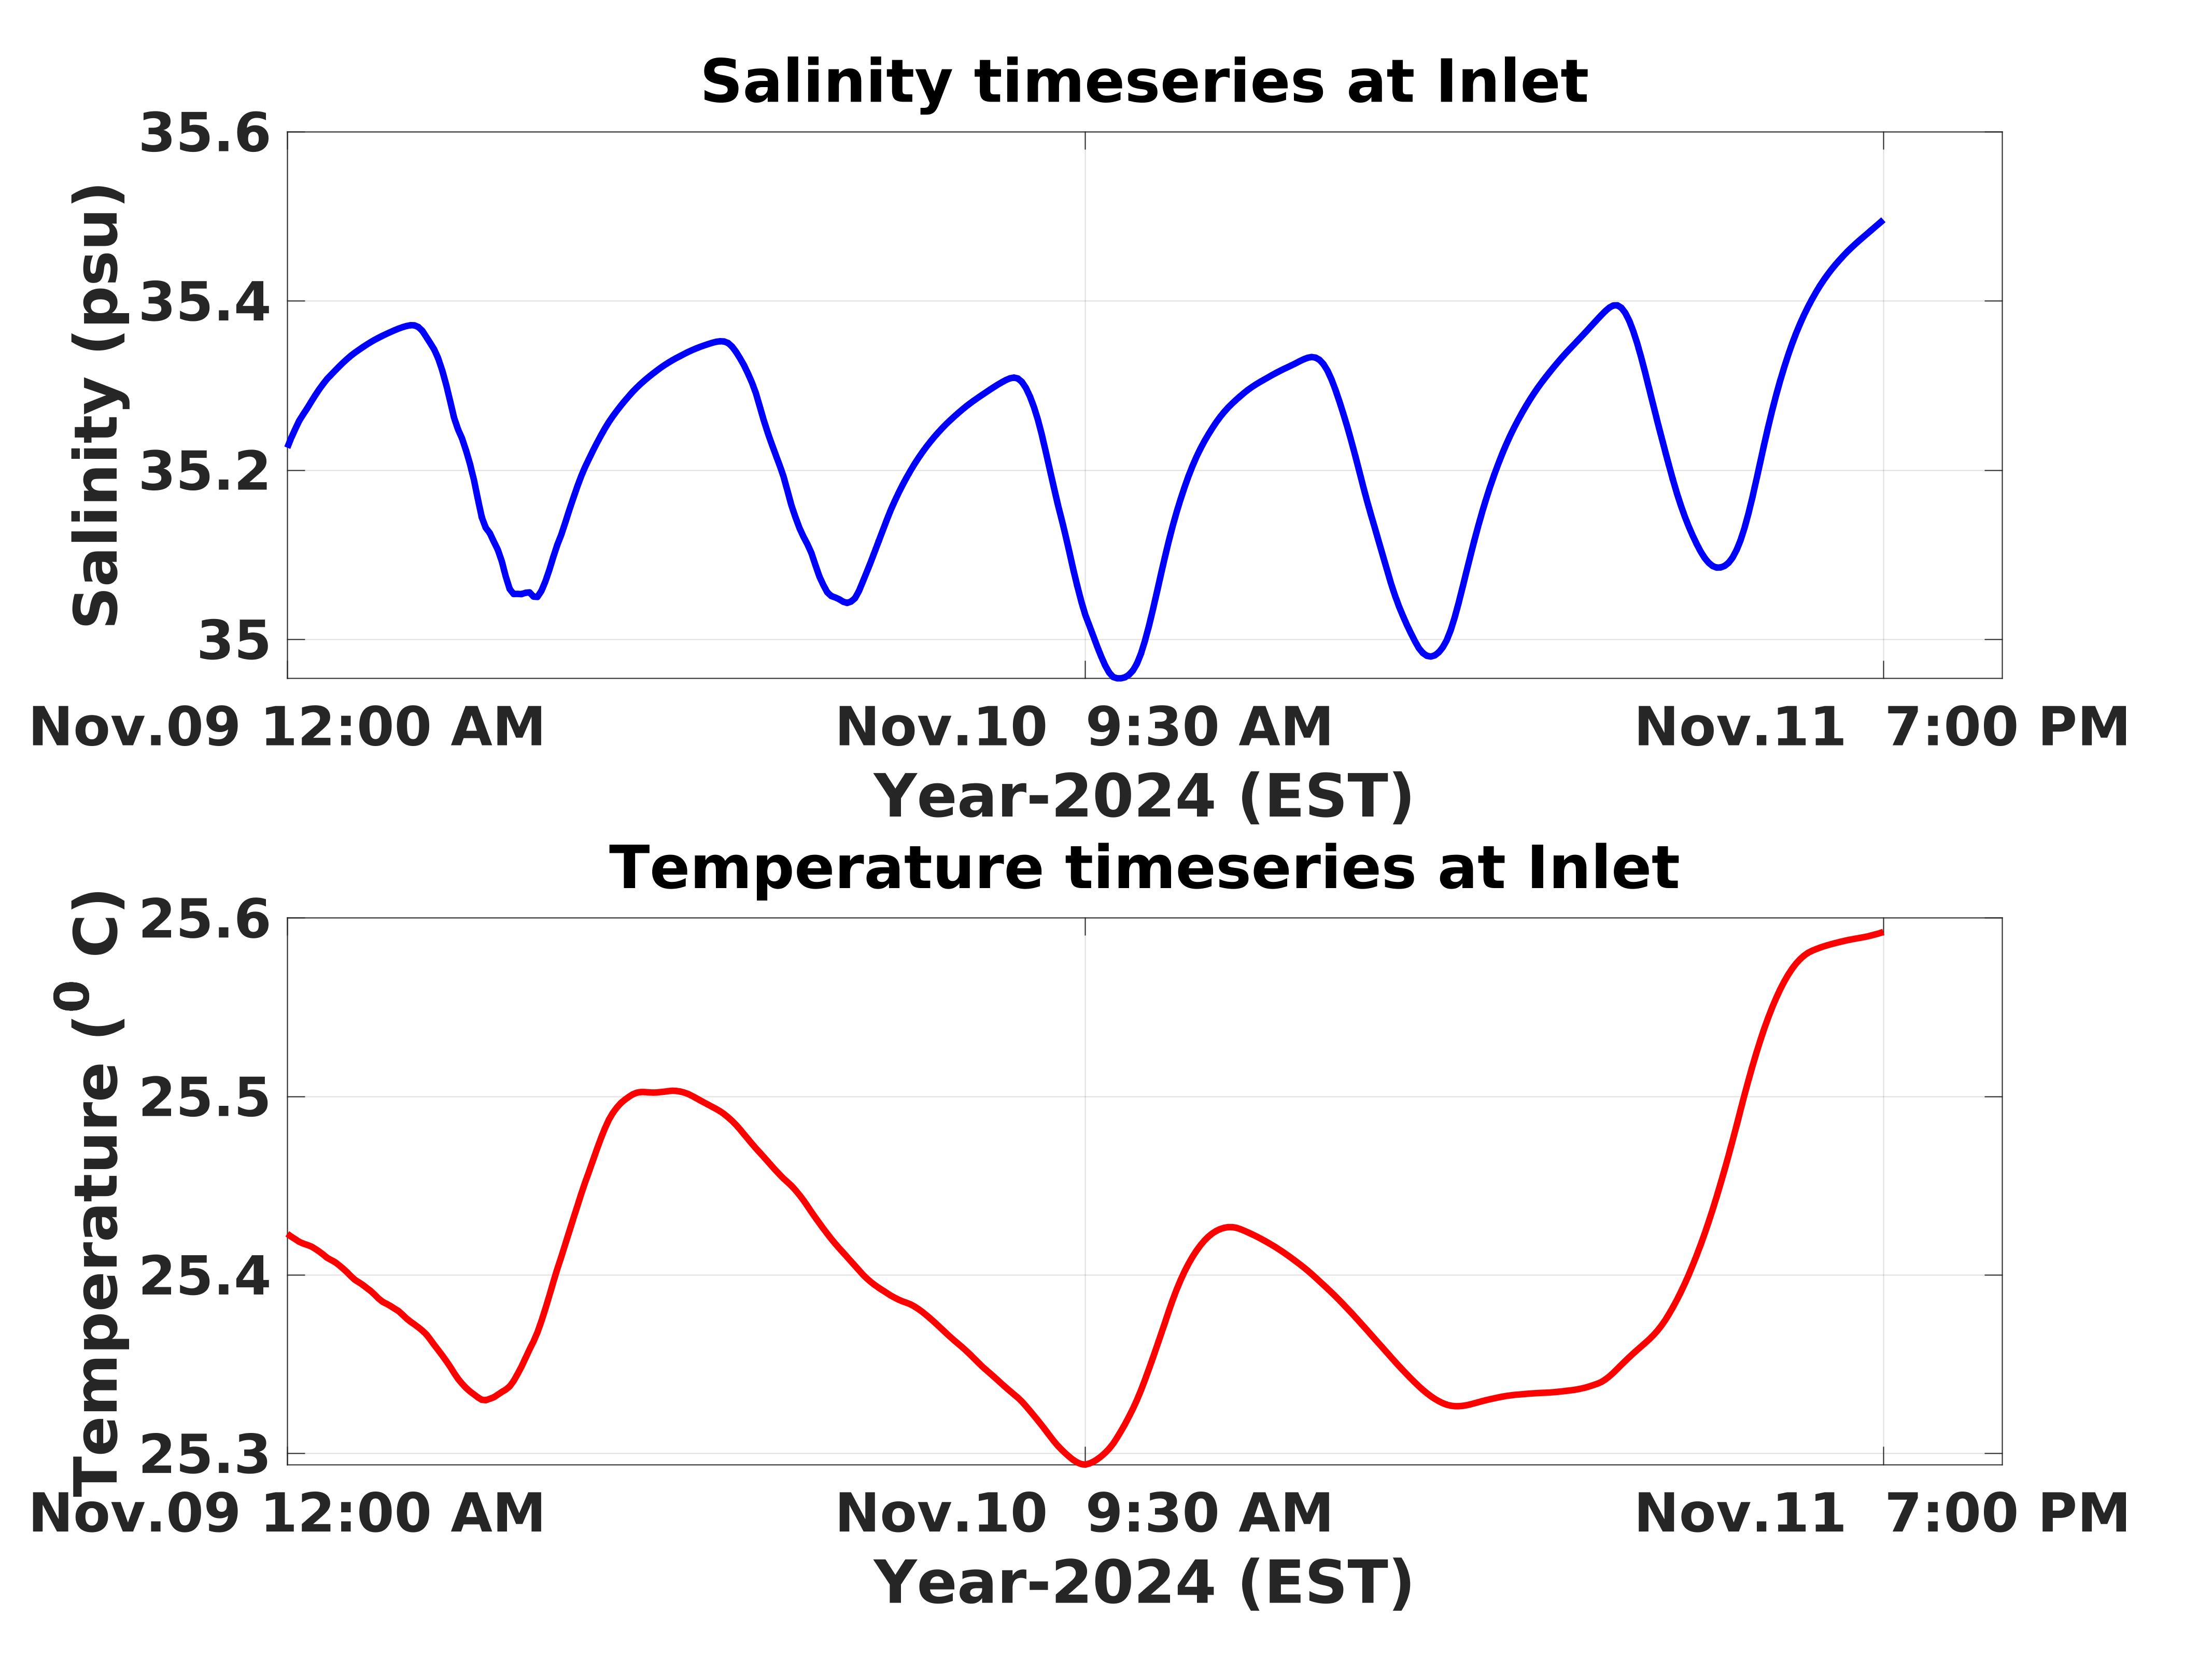 Salinity timeseries at Inlet
Salinity (psu)
35.6
35.4
35.2
35
Nov.09 12:00 AM
Nov.10  9:30 AM
Nov.11  7:00 PM
Year-2024 (EST)
Temperature timeseries at Inlet
Temperature (⁰ C)
25.6
25.5
25.4
25.3
Nov.09 12:00 AM
Nov.10  9:30 AM
Nov.11  7:00 PM
Year-2024 (EST)